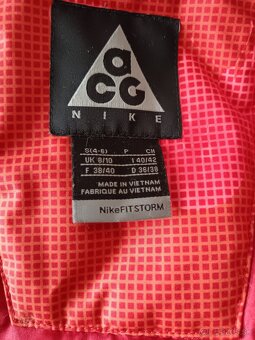 aCG
NIKE
S(4-6) P CH
UK 8/10 I 40/42
F 38/40 D 36/38
MADE IN VIETNAM
FABRIQUE AU VIETNAM
NikeFITSTORM